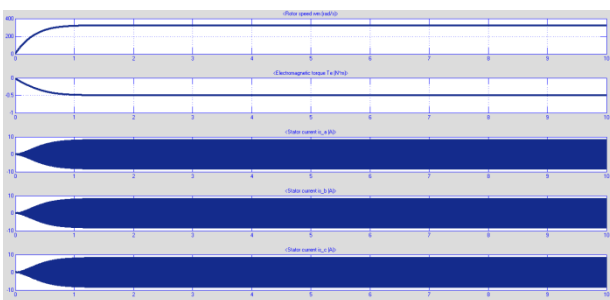 <Rotor speed wm (rad/s)>
400
200
0
0 1 2 3 4 5 6 7 8 9 10
<Electromagnetic torque Te (N*m)>
0
-0.5
-1
0 1 2 3 4 5 6 7 8 9 10
<Stator current is_a (A)>
10
0
-10
0 1 2 3 4 5 6 7 8 9 10
<Stator current is_b (A)>
10
0
-10
0 1 2 3 4 5 6 7 8 9 10
<Stator current is_c (A)>
10
0
-10
0 1 2 3 4 5 6 7 8 9 10